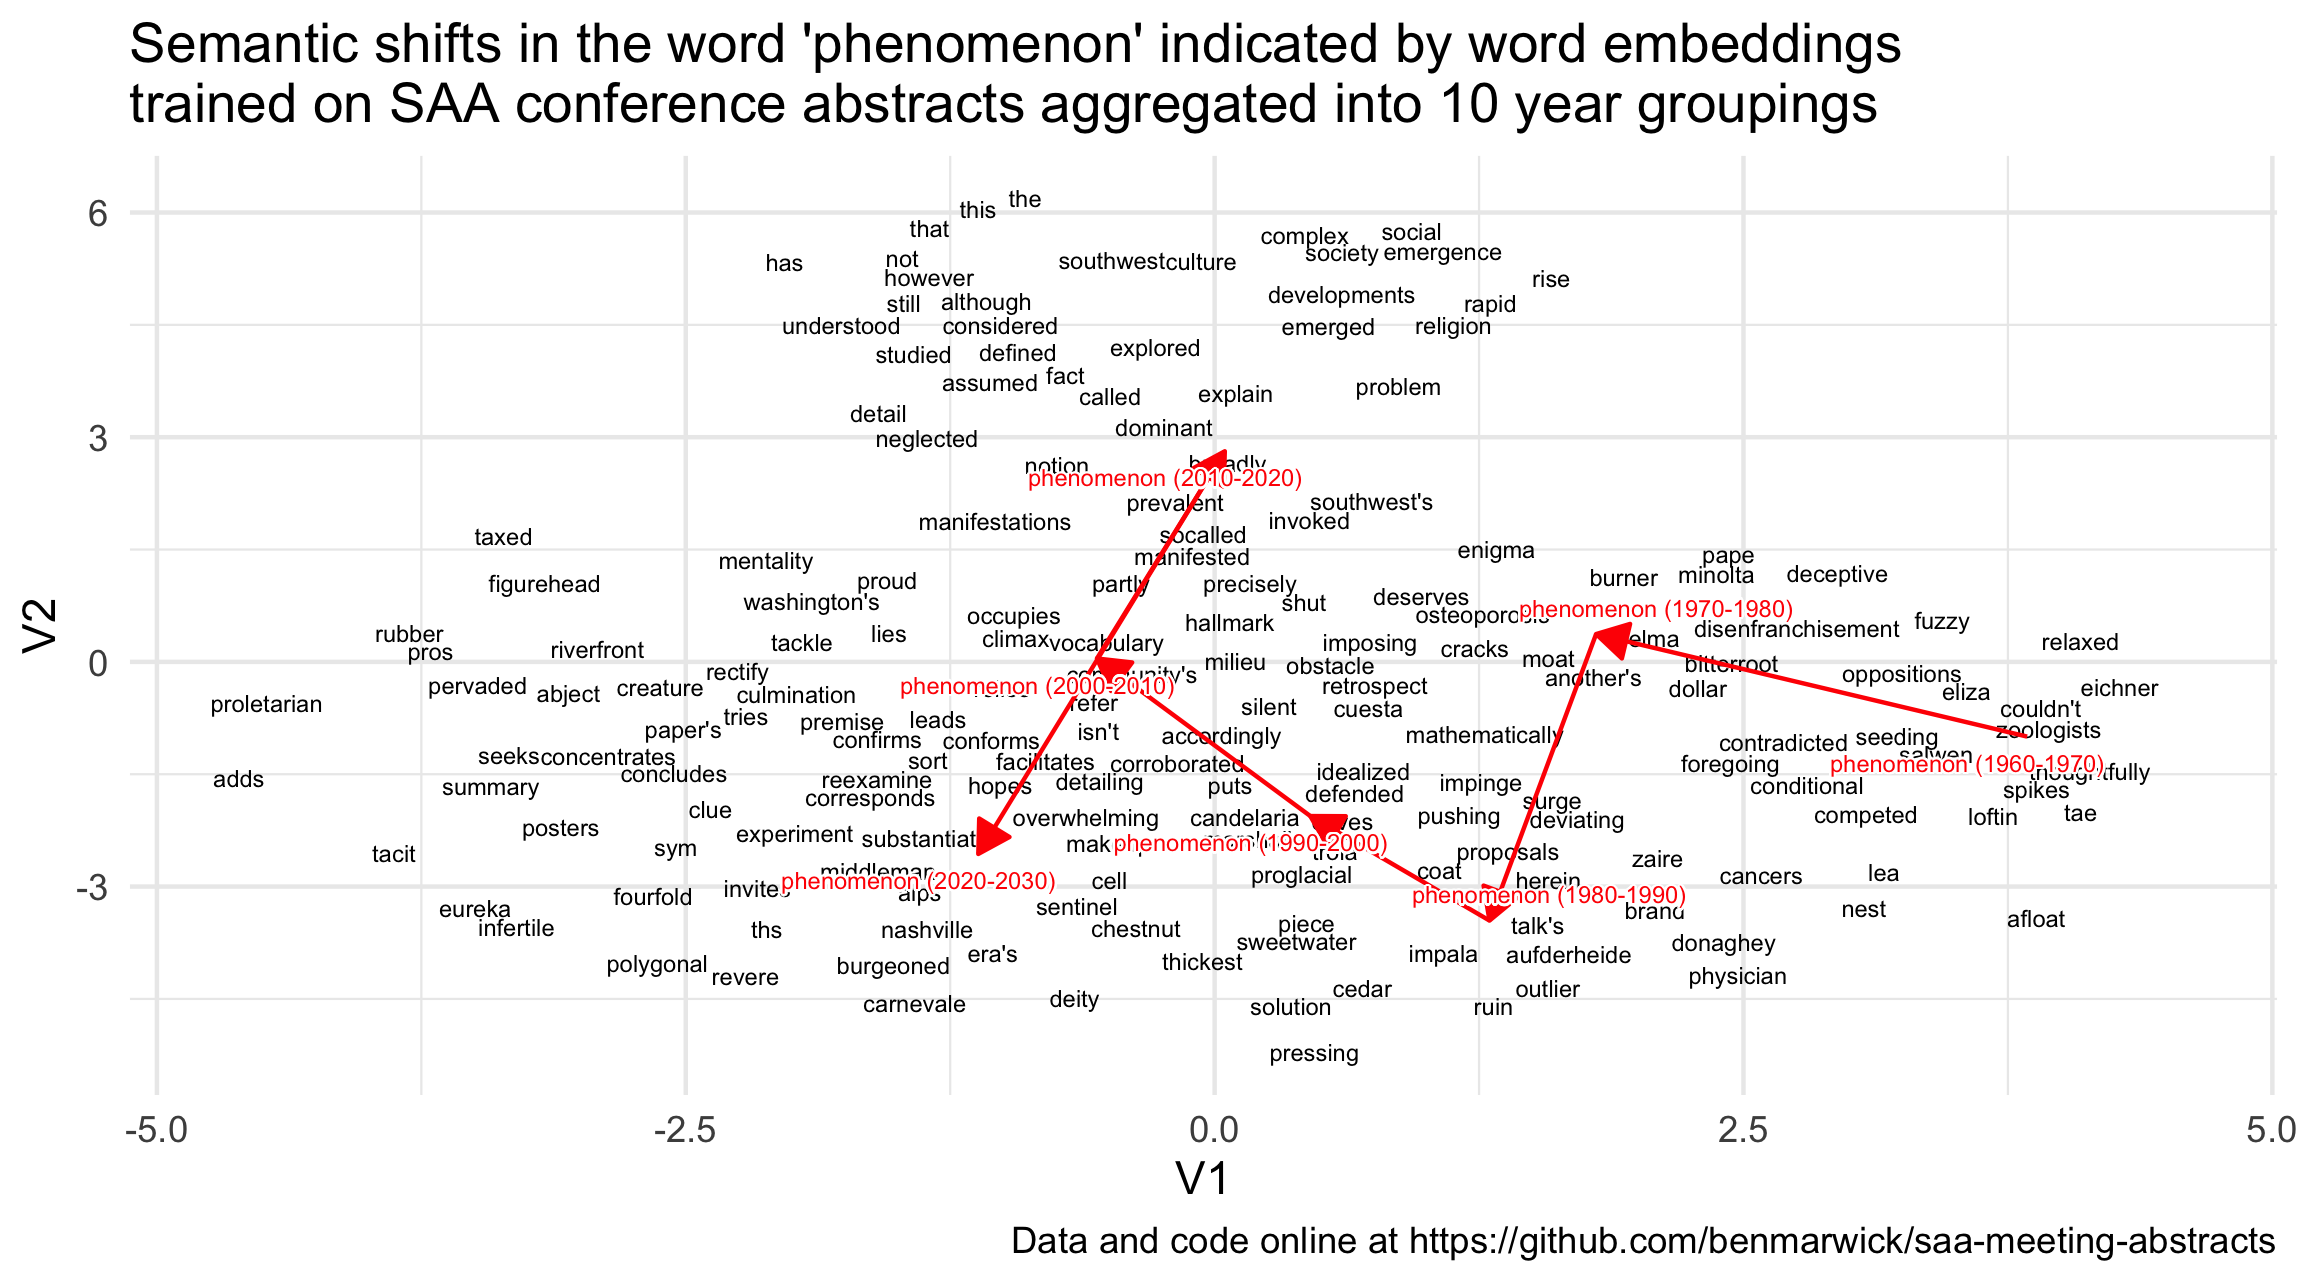 Semantic shifts in the word 'phenomenon' indicated by word embeddings
trained on SAA conference abstracts aggregated into 10 year groupings
the
this
that
complex
social
has
not
society
emergence
southwest
culture
however
rise
still
although
developments
rapid
understood
considered
emerged
religion
studied
defined
explored
assumed
fact
called
explain
problem
detail
neglected
dominant
notion
broadly
phenomenon (2010-2020)
prevalent
southwest's
manifestations
invoked
taxed
socalled
mentality
manifested
enigma
pape
figurehead
proud
partly
precisely
burner
minolta
deceptive
washington's
shut
deserves
phenomenon (1970-1980)
occupies
hallmark
osteoporosis
fuzzy
rubber
pros
riverfront
tackle
lies
climax
vocabulary
imposing
cracks
disenfranchisement
relaxed
rectify
milieu
obstacle
moat
bitterroot
pervaded
abject
creature
culmination
phenomenon (2000-2010)
community's
retrospect
another's
dollar
oppositions
eliza
eichner
proletarian
tries
premise
leads
refer
silent
cuesta
couldn't
paper's
confirms
conforms
isn't
accordingly
mathematically
contradicted
seeding
zoologists
seeks
concentrates
sort
facilitates
corroborated
foregoing
salwen
phenomenon (1960-1970)
adds
summary
concludes
reexamine
hopes
detailing
puts
idealized
impinge
conditional
thoughtfully
spikes
corresponds
defended
clue
surge
posters
experiment
overwhelming
candelaria
pushing
deviating
competed
loftin
tae
tacit
sym
phenomenon (1990-2000)
proposals
zaire
phenomenon (2020-2030)
middleman
cell
proglacial
coat
herein
cancers
lea
fourfold
invites
alps
phenomenon (1980-1990)
eureka
sentinel
brand
nest
infertile
ths
nashville
chestnut
piece
talk's
afloat
sweetwater
donaghey
polygonal
revere
burgeoned
era's
thickest
impala
aufderheide
physician
carnevale
deity
cedar
outlier
solution
ruin
pressing
6
3
0
-3
V2
-5.0
-2.5
0.0
2.5
5.0
V1
Data and code online at https://github.com/benmarwick/saa-meeting-abstracts